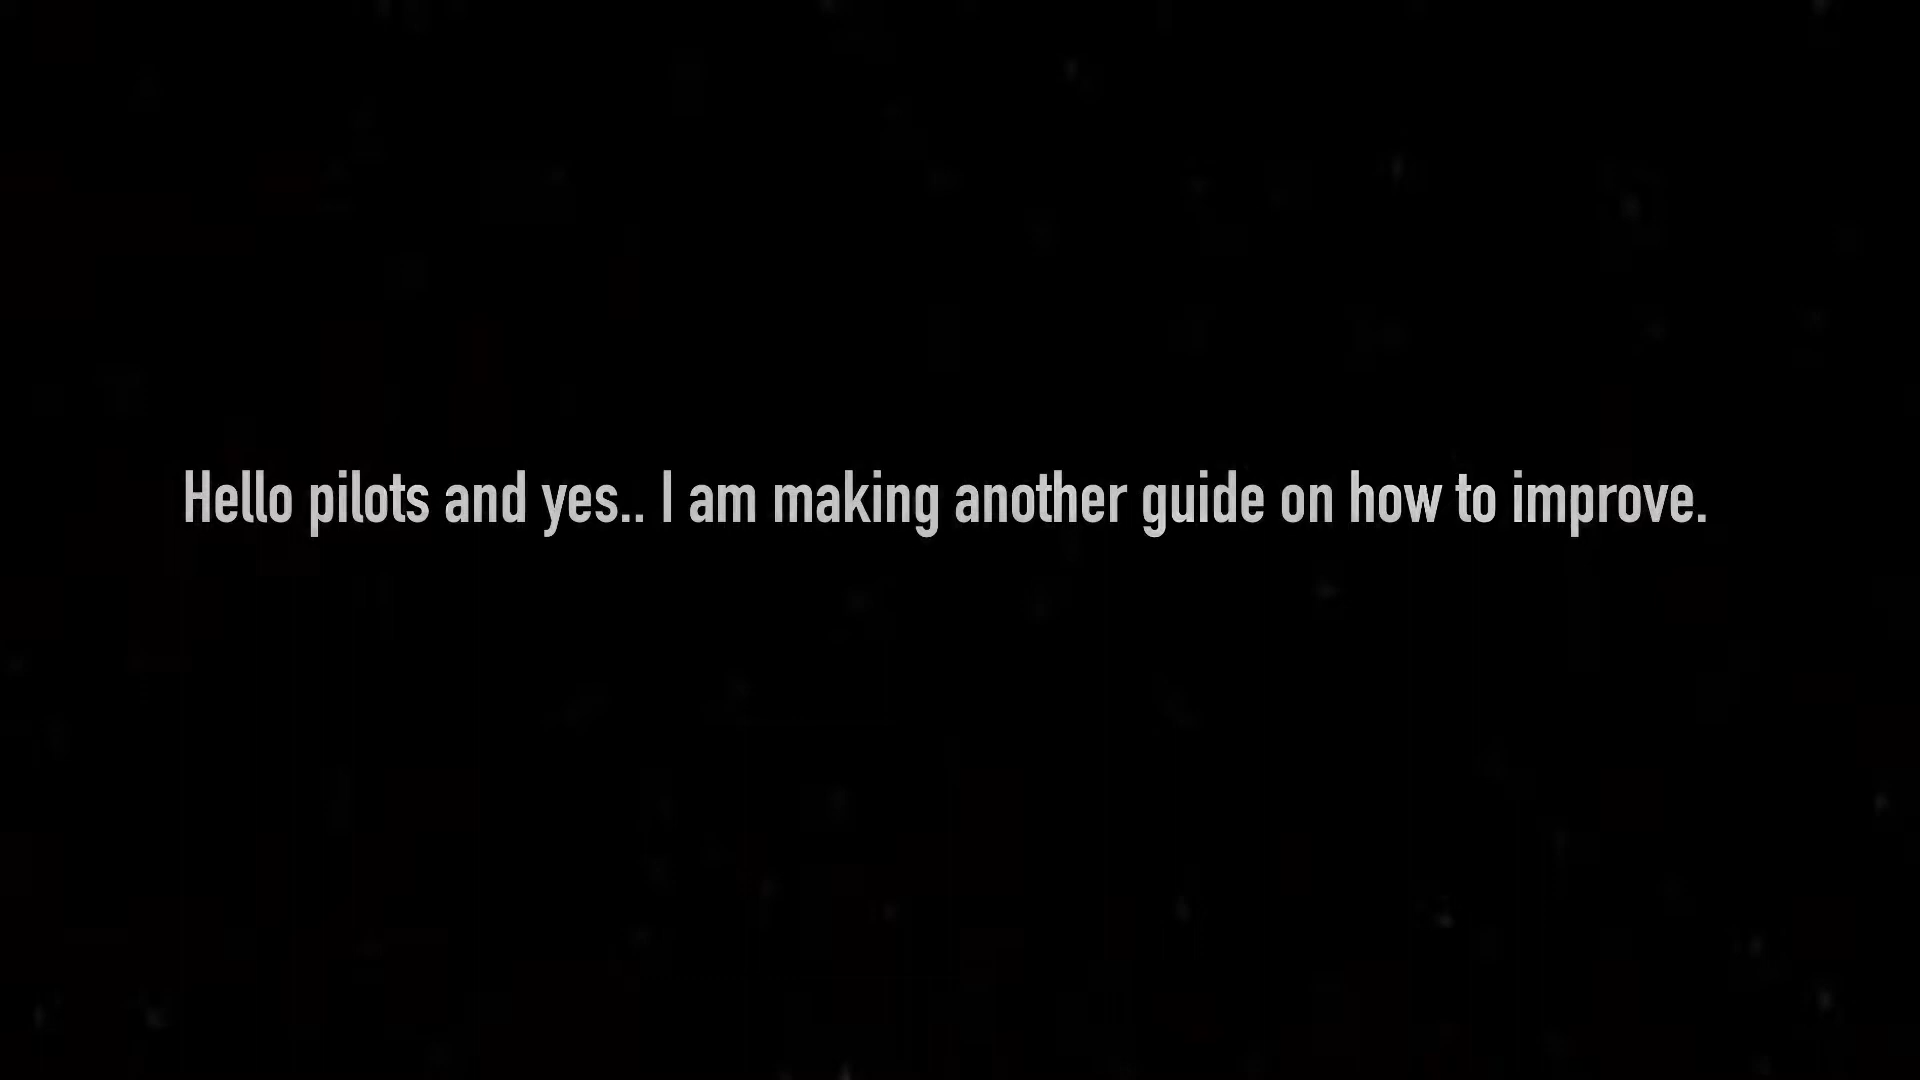 Hello pilots and yes.. I am making another guide on how to improve.